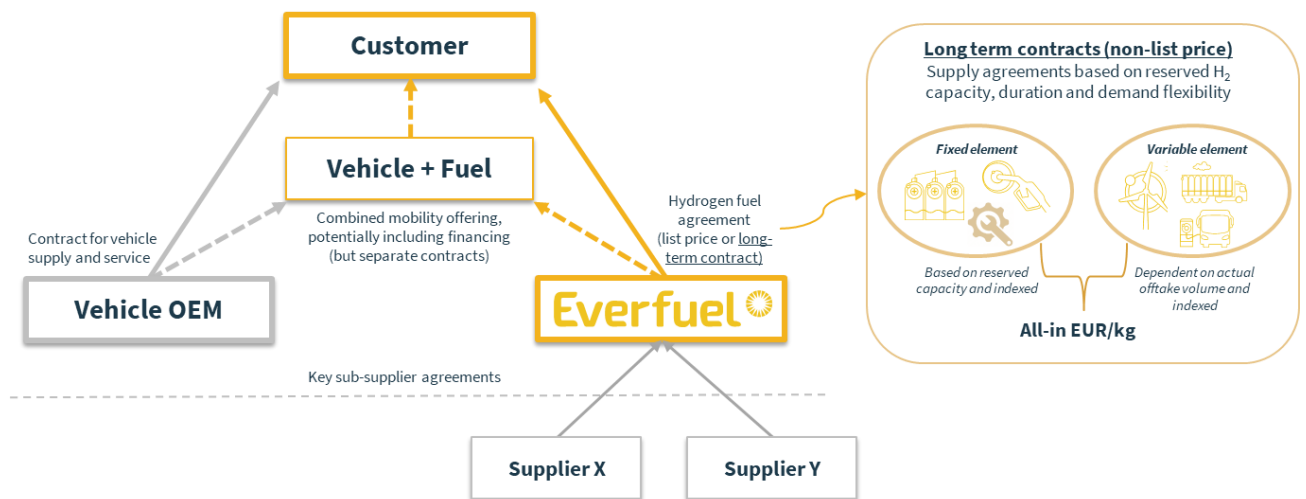 Customer
Vehicle + Fuel
Combined mobility offering,
potentially including financing
(but separate contracts)
Contract for vehicle
supply and service
Vehicle OEM
Hydrogen fuel
agreement
(list price or long-
term contract)
Everfuel
Key sub-supplier agreements
Supplier X
Supplier Y
Long term contracts (non-list price)
Supply agreements based on reserved H₂
capacity, duration and demand flexibility
Fixed element
Variable element
Based on reserved
capacity and indexed
Dependent on actual
offtake volume and
indexed
All-in EUR/kg